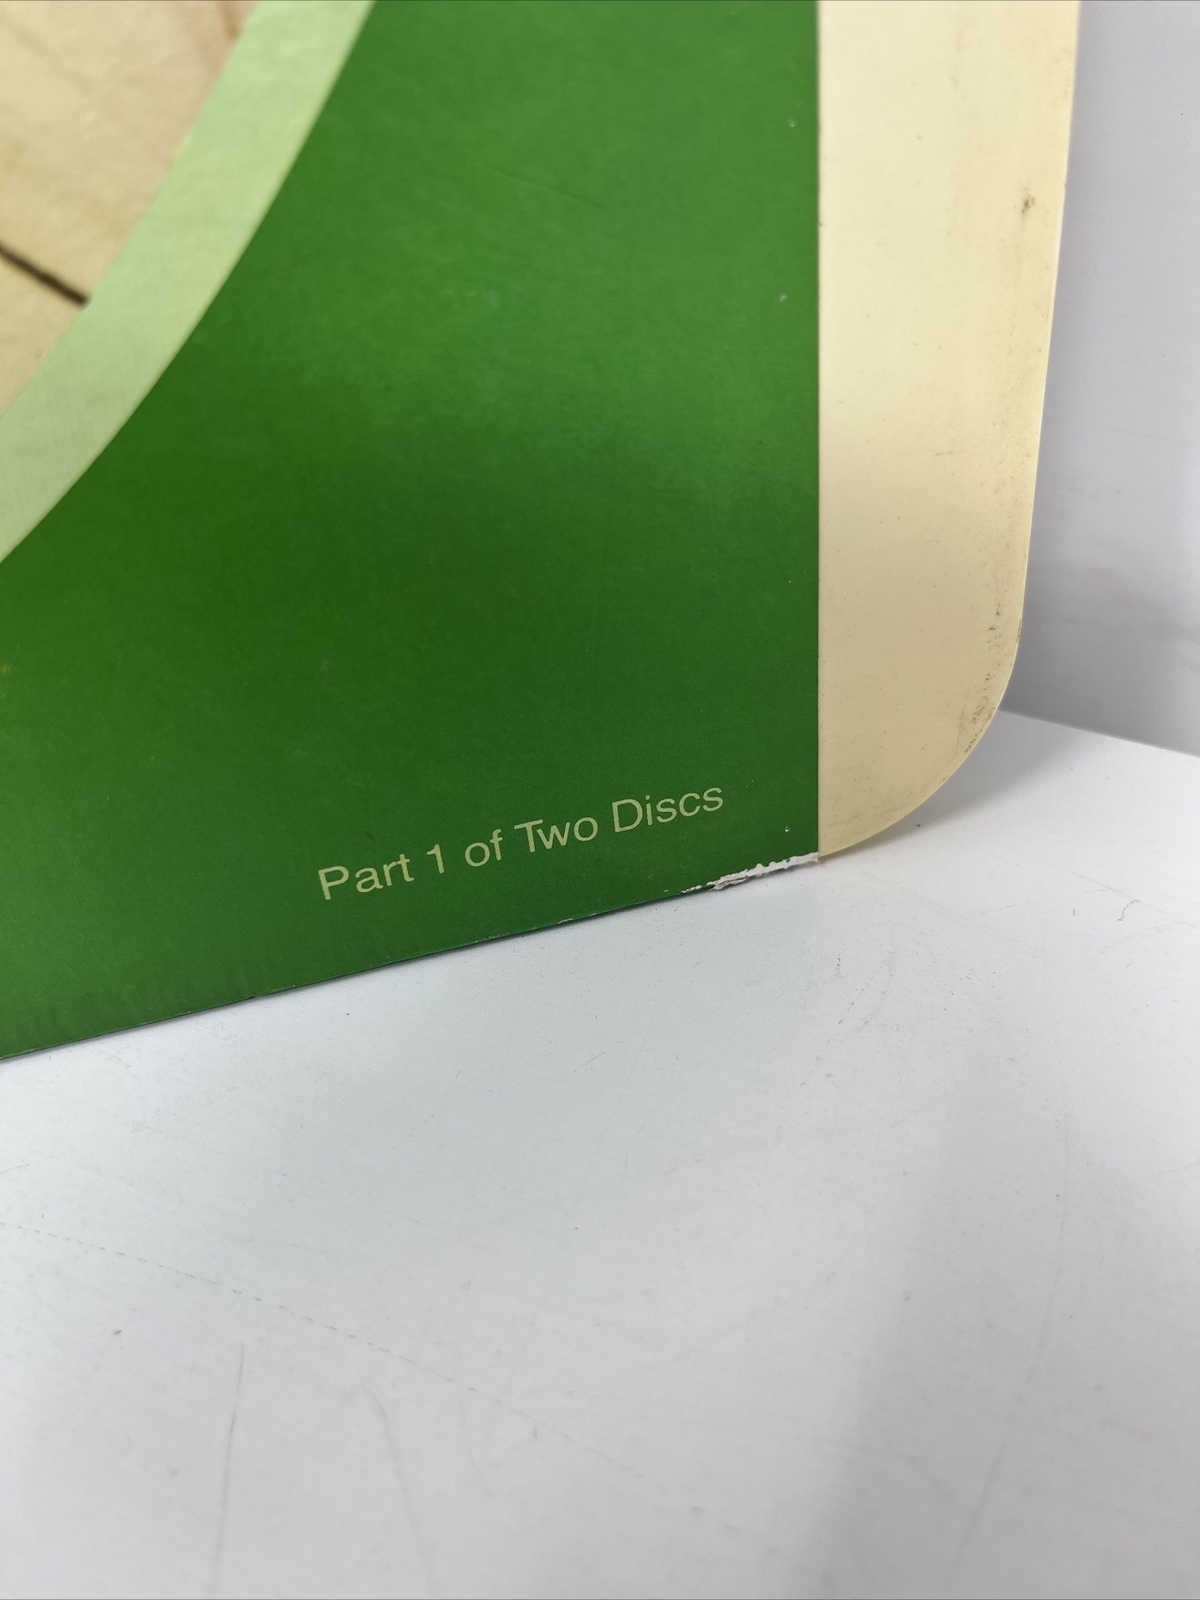 Part 1 of Two Discs